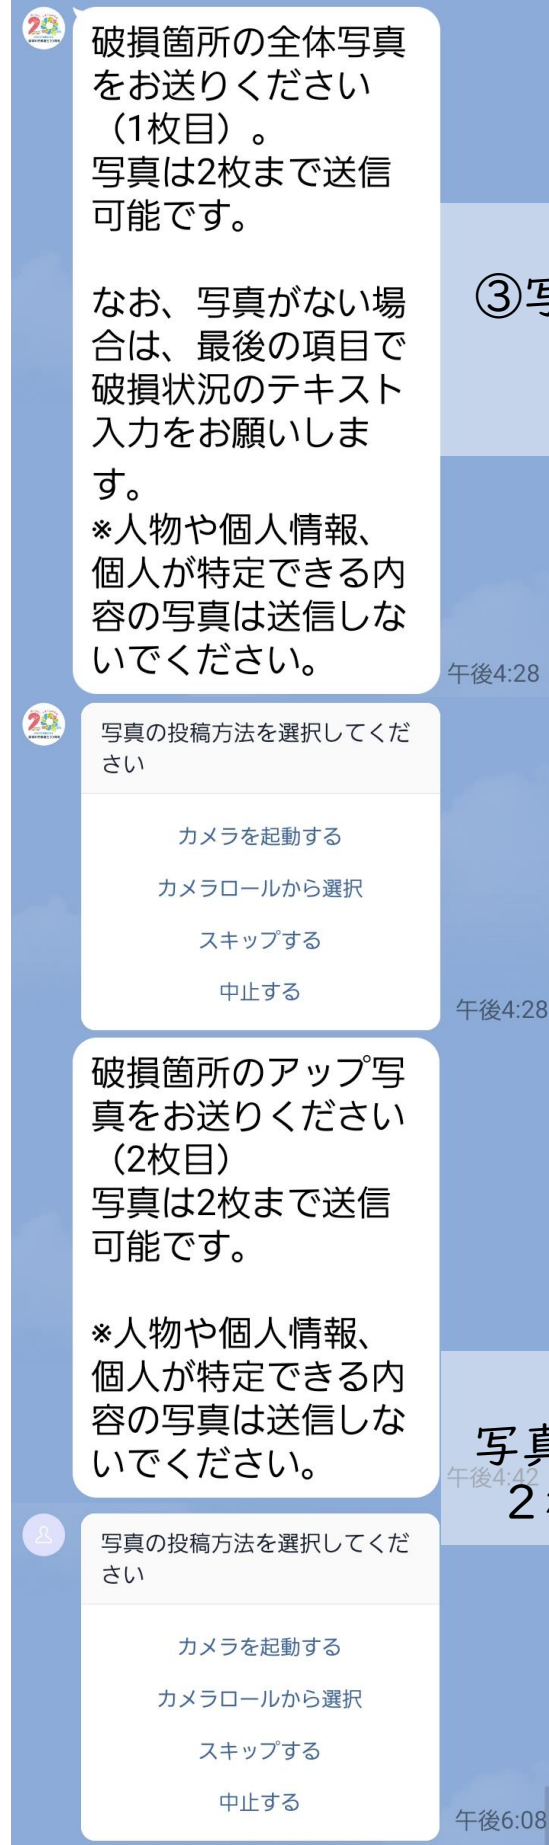 破損箇所の全体写真
をお送りください
（1枚目）。
写真は2枚まで送信
可能です。
なお、写真がない場
合は、最後の項目で
破損状況のテキスト
入力をお願いしま
す。
※人物や個人情報、
個人が特定できる内
容の写真は送信しな
いでください。
午後4:28
③写
写真の投稿方法を選択してくだ
さい
カメラを起動する
カメラロールから選択
スキップする
中止する
午後4:28
破損箇所のアップ写
真をお送りください
（2枚目）
写真は2枚まで送信
可能です。
※人物や個人情報、
個人が特定できる内
容の写真は送信しな
いでください。
午後4:42
写真
2
写真の投稿方法を選択してくだ
さい
カメラを起動する
カメラロールから選択
スキップする
中止する
午後6:08